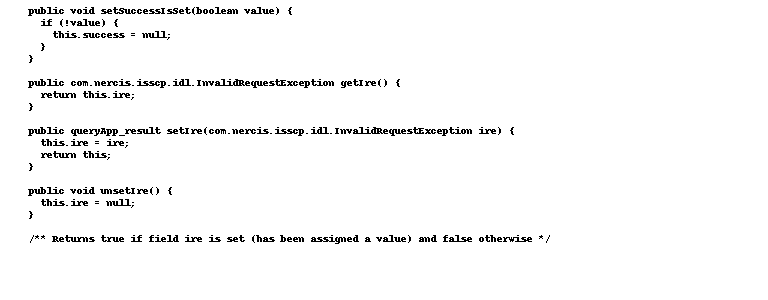 public void setSuccessIsSet(boolean value) {
if (!value) {
this.success = null;
}
}
public com.nercis.isscp.idl.InvalidRequestException getIre() {
return this.ire;
}
public queryApp_result setIre(com.nercis.isscp.idl.InvalidRequestException ire) {
this.ire = ire;
return this;
}
public void unsetIre() {
this.ire = null;
}
/** Returns true if field ire is set (has been assigned a value) and false otherwise */